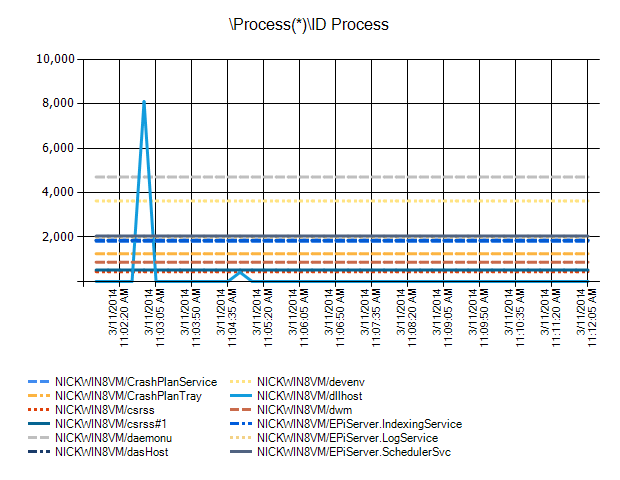 \Process(*)\ID Process
10,000
8,000
6,000
4,000
2,000
3/11/2014
11:02:20 AM
3/11/2014
11:03:05 AM
3/11/2014
11:03:50 AM
3/11/2014
11:04:35 AM
3/11/2014
11:05:20 AM
3/11/2014
11:06:05 AM
3/11/2014
11:06:50 AM
3/11/2014
11:07:35 AM
3/11/2014
11:08:20 AM
3/11/2014
11:09:05 AM
3/11/2014
11:09:50 AM
3/11/2014
11:10:35 AM
3/11/2014
11:11:20 AM
3/11/2014
11:12:05 AM
NICKWIN8VM/CrashPlanService
NICKWIN8VM/CrashPlanTray
NICKWIN8VM/csrss
NICKWIN8VM/csrss#1
NICKWIN8VM/daemonu
NICKWIN8VM/dasHost
NICKWIN8VM/devenv
NICKWIN8VM/dllhost
NICKWIN8VM/dwm
NICKWIN8VM/EPiServer.IndexingService
NICKWIN8VM/EPiServer.LogService
NICKWIN8VM/EPiServer.SchedulerSvc